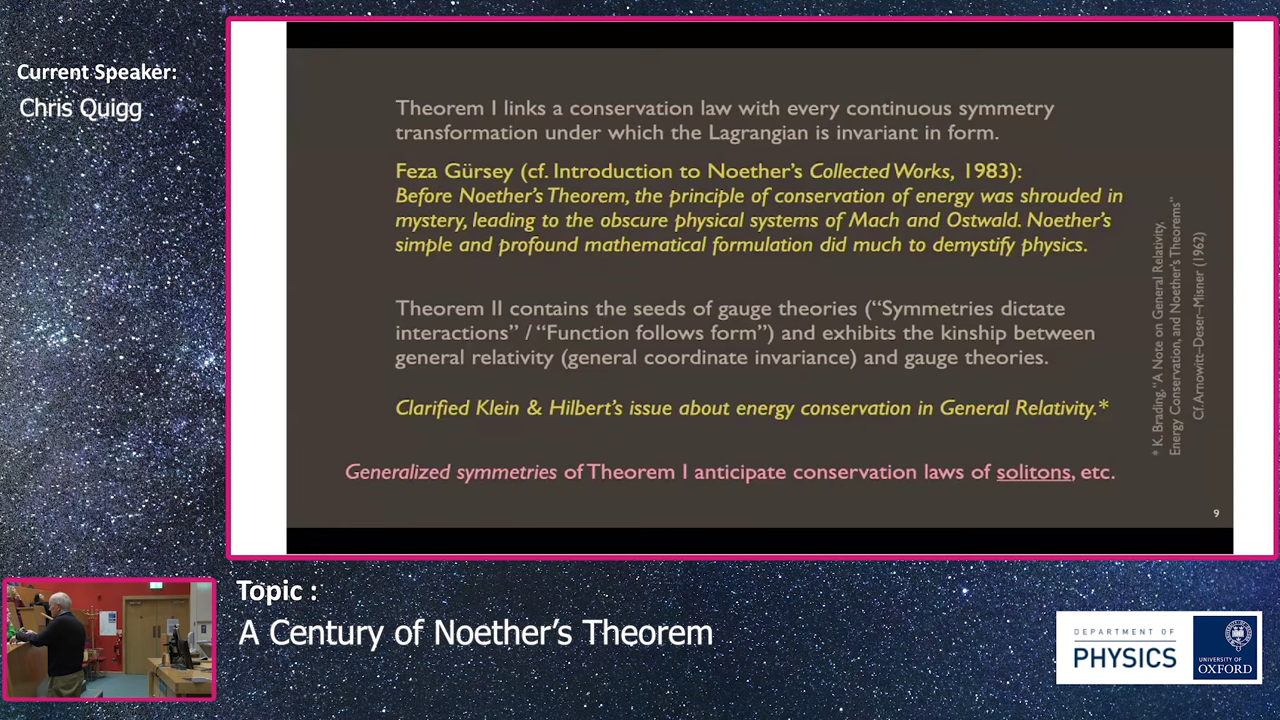 Current Speaker:
Chris Quigg
Theorem I links a conservation law with every continuous symmetry
transformation under which the Lagrangian is invariant in form.
Feza Gürsey (cf. Introduction to Noether’s Collected Works, 1983):
Before Noether’s Theorem, the principle of conservation of energy was shrouded in
mystery, leading to the obscure physical systems of Mach and Ostwald. Noether’s
simple and profound mathematical formulation did much to demystify physics.
Theorem II contains the seeds of gauge theories (“Symmetries dictate
interactions” / “Function follows form”) and exhibits the kinship between
general relativity (general coordinate invariance) and gauge theories.
Clarified Klein & Hilbert’s issue about energy conservation in General Relativity.*
Generalized symmetries of Theorem I anticipate conservation laws of solitons, etc.
* K. Brading, “A Note on General Relativity,
Energy Conservation, and Noether’s Theorems”
Cf. Arnowitt–Deser–Misner (1962)
9
Topic :
A Century of Noether’s Theorem
DEPARTMENT OF
PHYSICS
UNIVERSITY OF
OXFORD